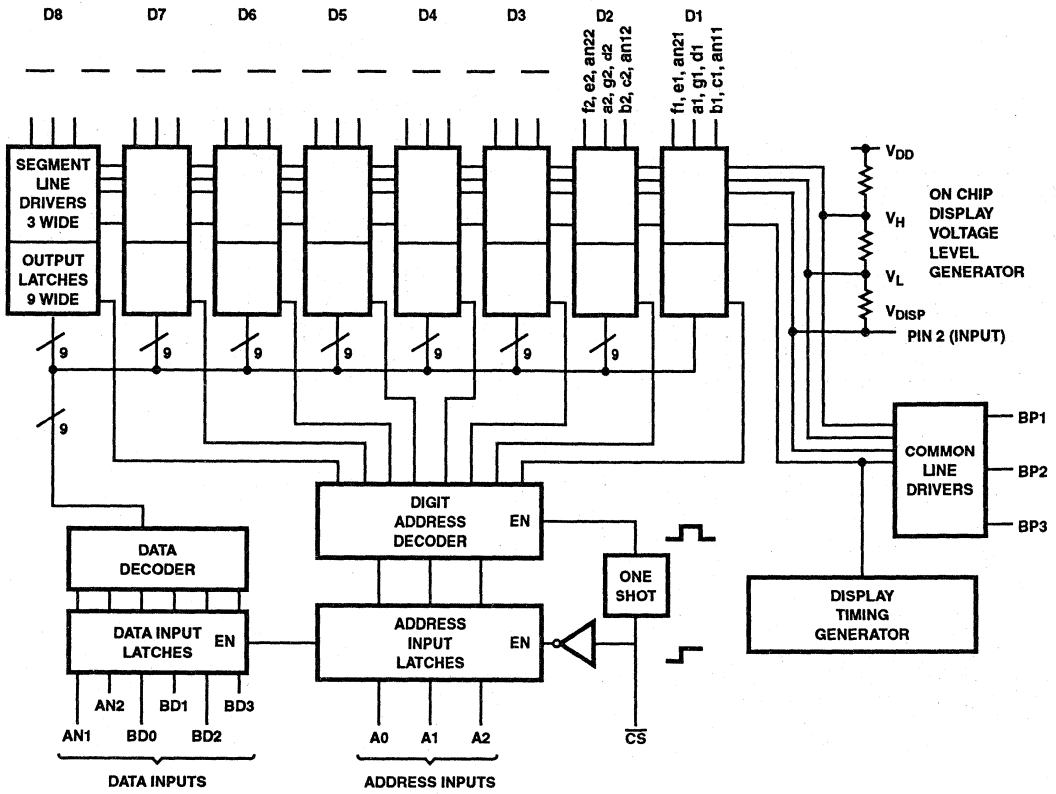 D8 D7 D6 D5 D4 D3 D2 D1
f2, e2, an22
a2, g2, d2
b2, c2, an12
f1, e1, an21
a1, g1, d1
b1, c1, an11
SEGMENT
LINE
DRIVERS
3 WIDE
OUTPUT
LATCHES
9 WIDE
VDD
VH
VL
VDISP
PIN 2 (INPUT)
ON CHIP
DISPLAY
VOLTAGE
LEVEL
GENERATOR
9 9 9 9 9 9 9
9
COMMON
LINE
DRIVERS
BP1
BP2
BP3
DIGIT
ADDRESS
DECODER
EN
DATA
DECODER
ONE
SHOT
DISPLAY
TIMING
GENERATOR
DATA INPUT
LATCHES
EN
ADDRESS
INPUT
LATCHES
EN
AN2 BD1 BD3
AN1 BD0 BD2
A0 A1 A2
CS
DATA INPUTS
ADDRESS INPUTS